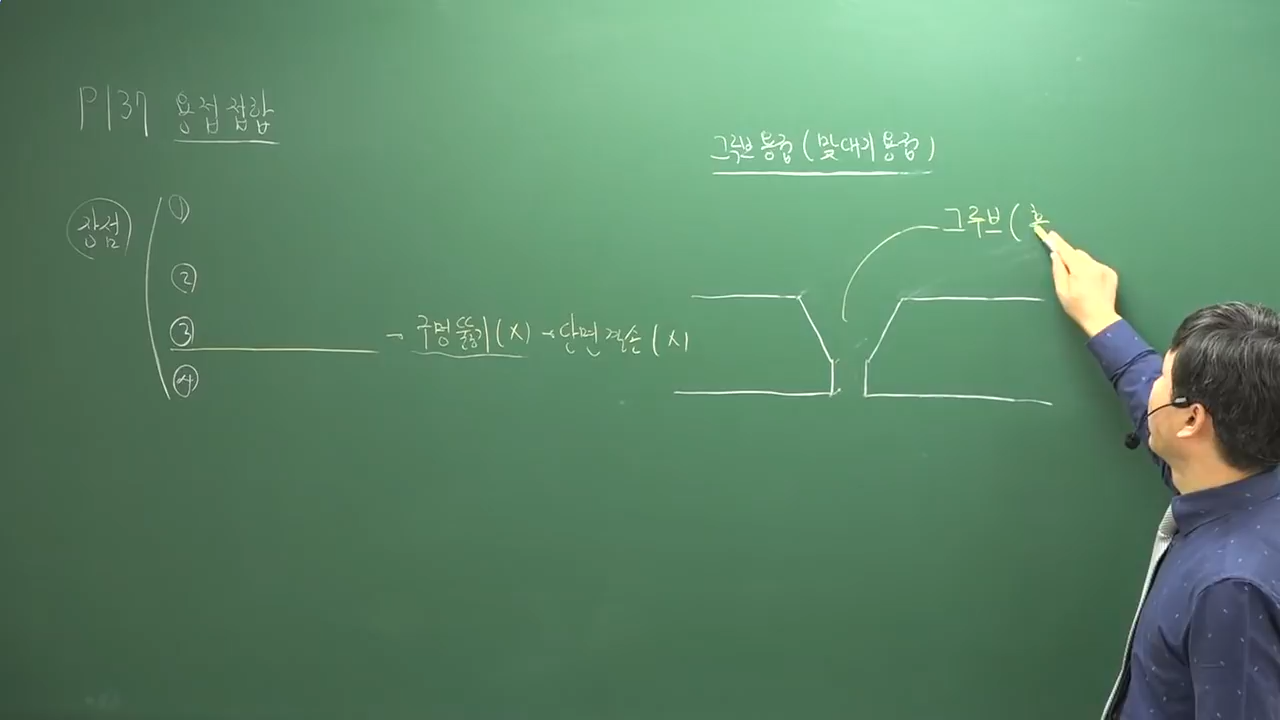 P137 용접접합
그루브용접 (맞대기용접)
장점
①
그루브 (호
②
③
→ 구멍 뚫기 (X) → 단면결손 (X)
④